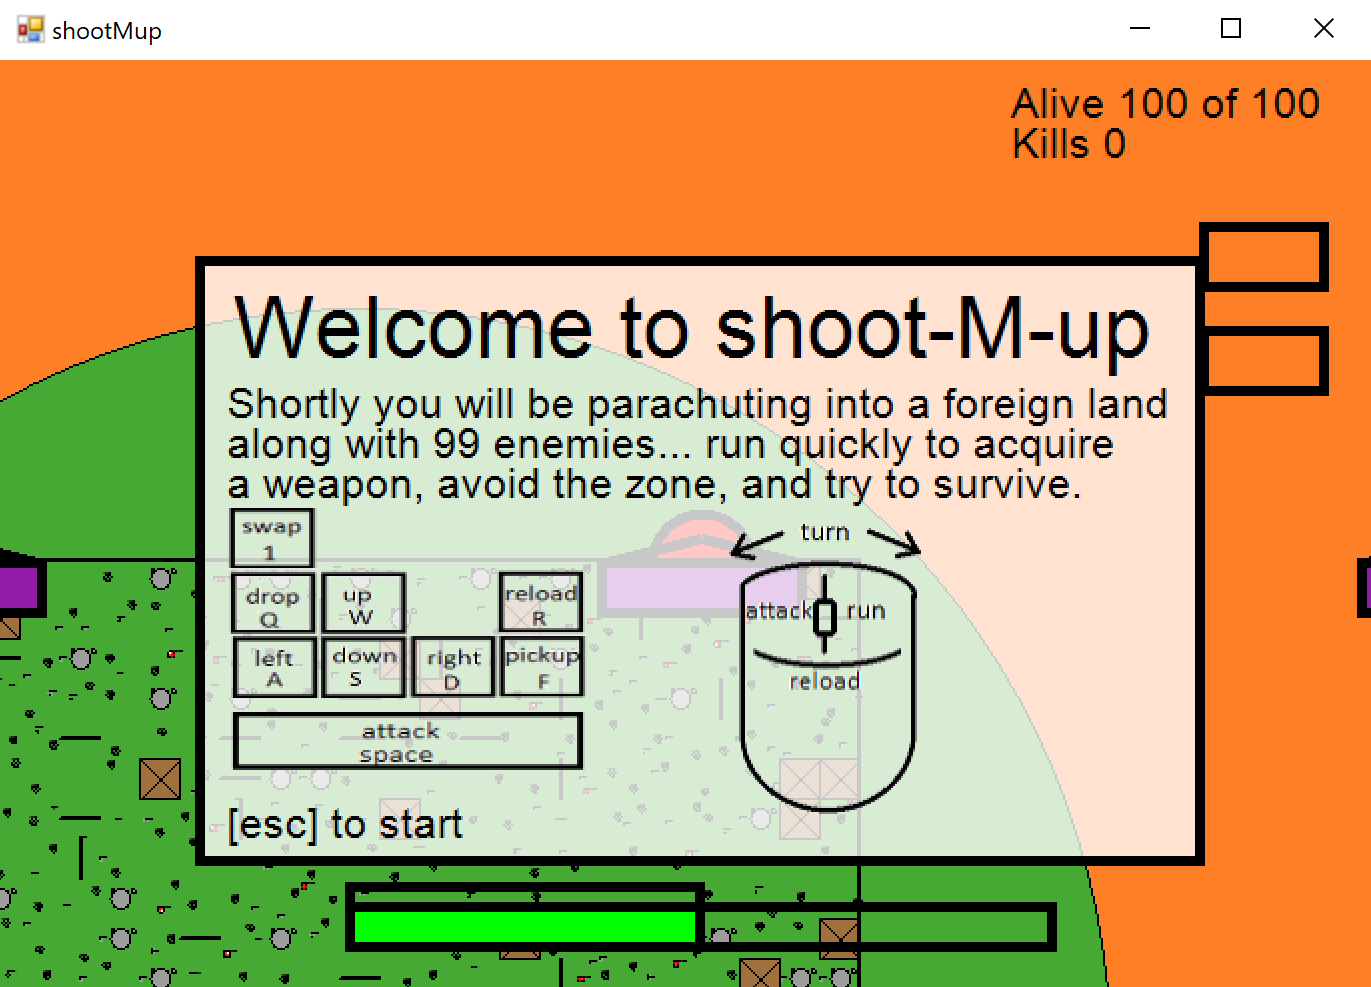 shootMup
Alive 100 of 100
Kills 0
Welcome to shoot-M-up
Shortly you will be parachuting into a foreign land
along with 99 enemies... run quickly to acquire
a weapon, avoid the zone, and try to survive.
swap
1
drop
Q
up
W
reload
R
left
A
down
S
right
D
pickup
F
attack
space
turn
attack
run
reload
[esc] to start